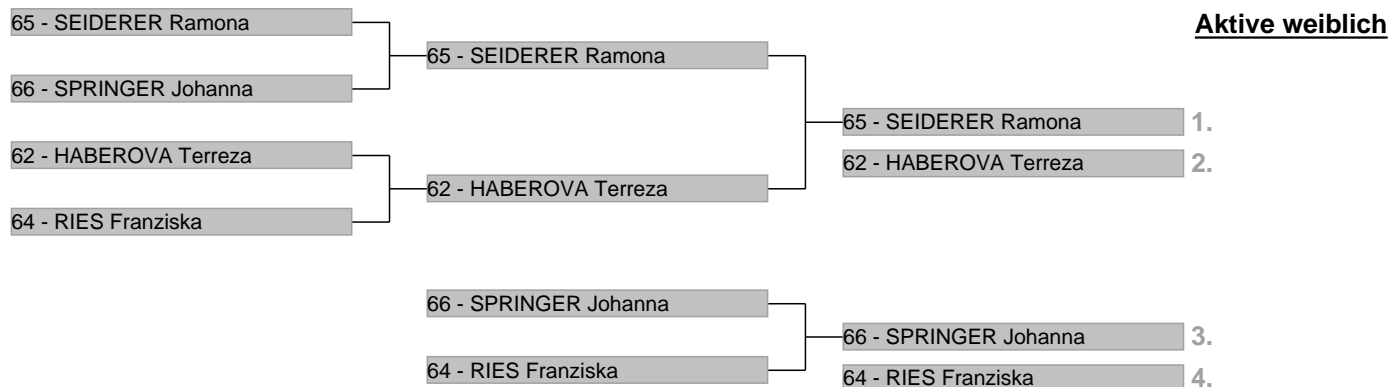 Aktive weiblich
65 - SEIDERER Ramona
66 - SPRINGER Johanna
62 - HABEROVA Terreza
64 - RIES Franziska
65 - SEIDERER Ramona
62 - HABEROVA Terreza
65 - SEIDERER Ramona 1.
62 - HABEROVA Terreza 2.
66 - SPRINGER Johanna
64 - RIES Franziska
66 - SPRINGER Johanna 3.
64 - RIES Franziska 4.